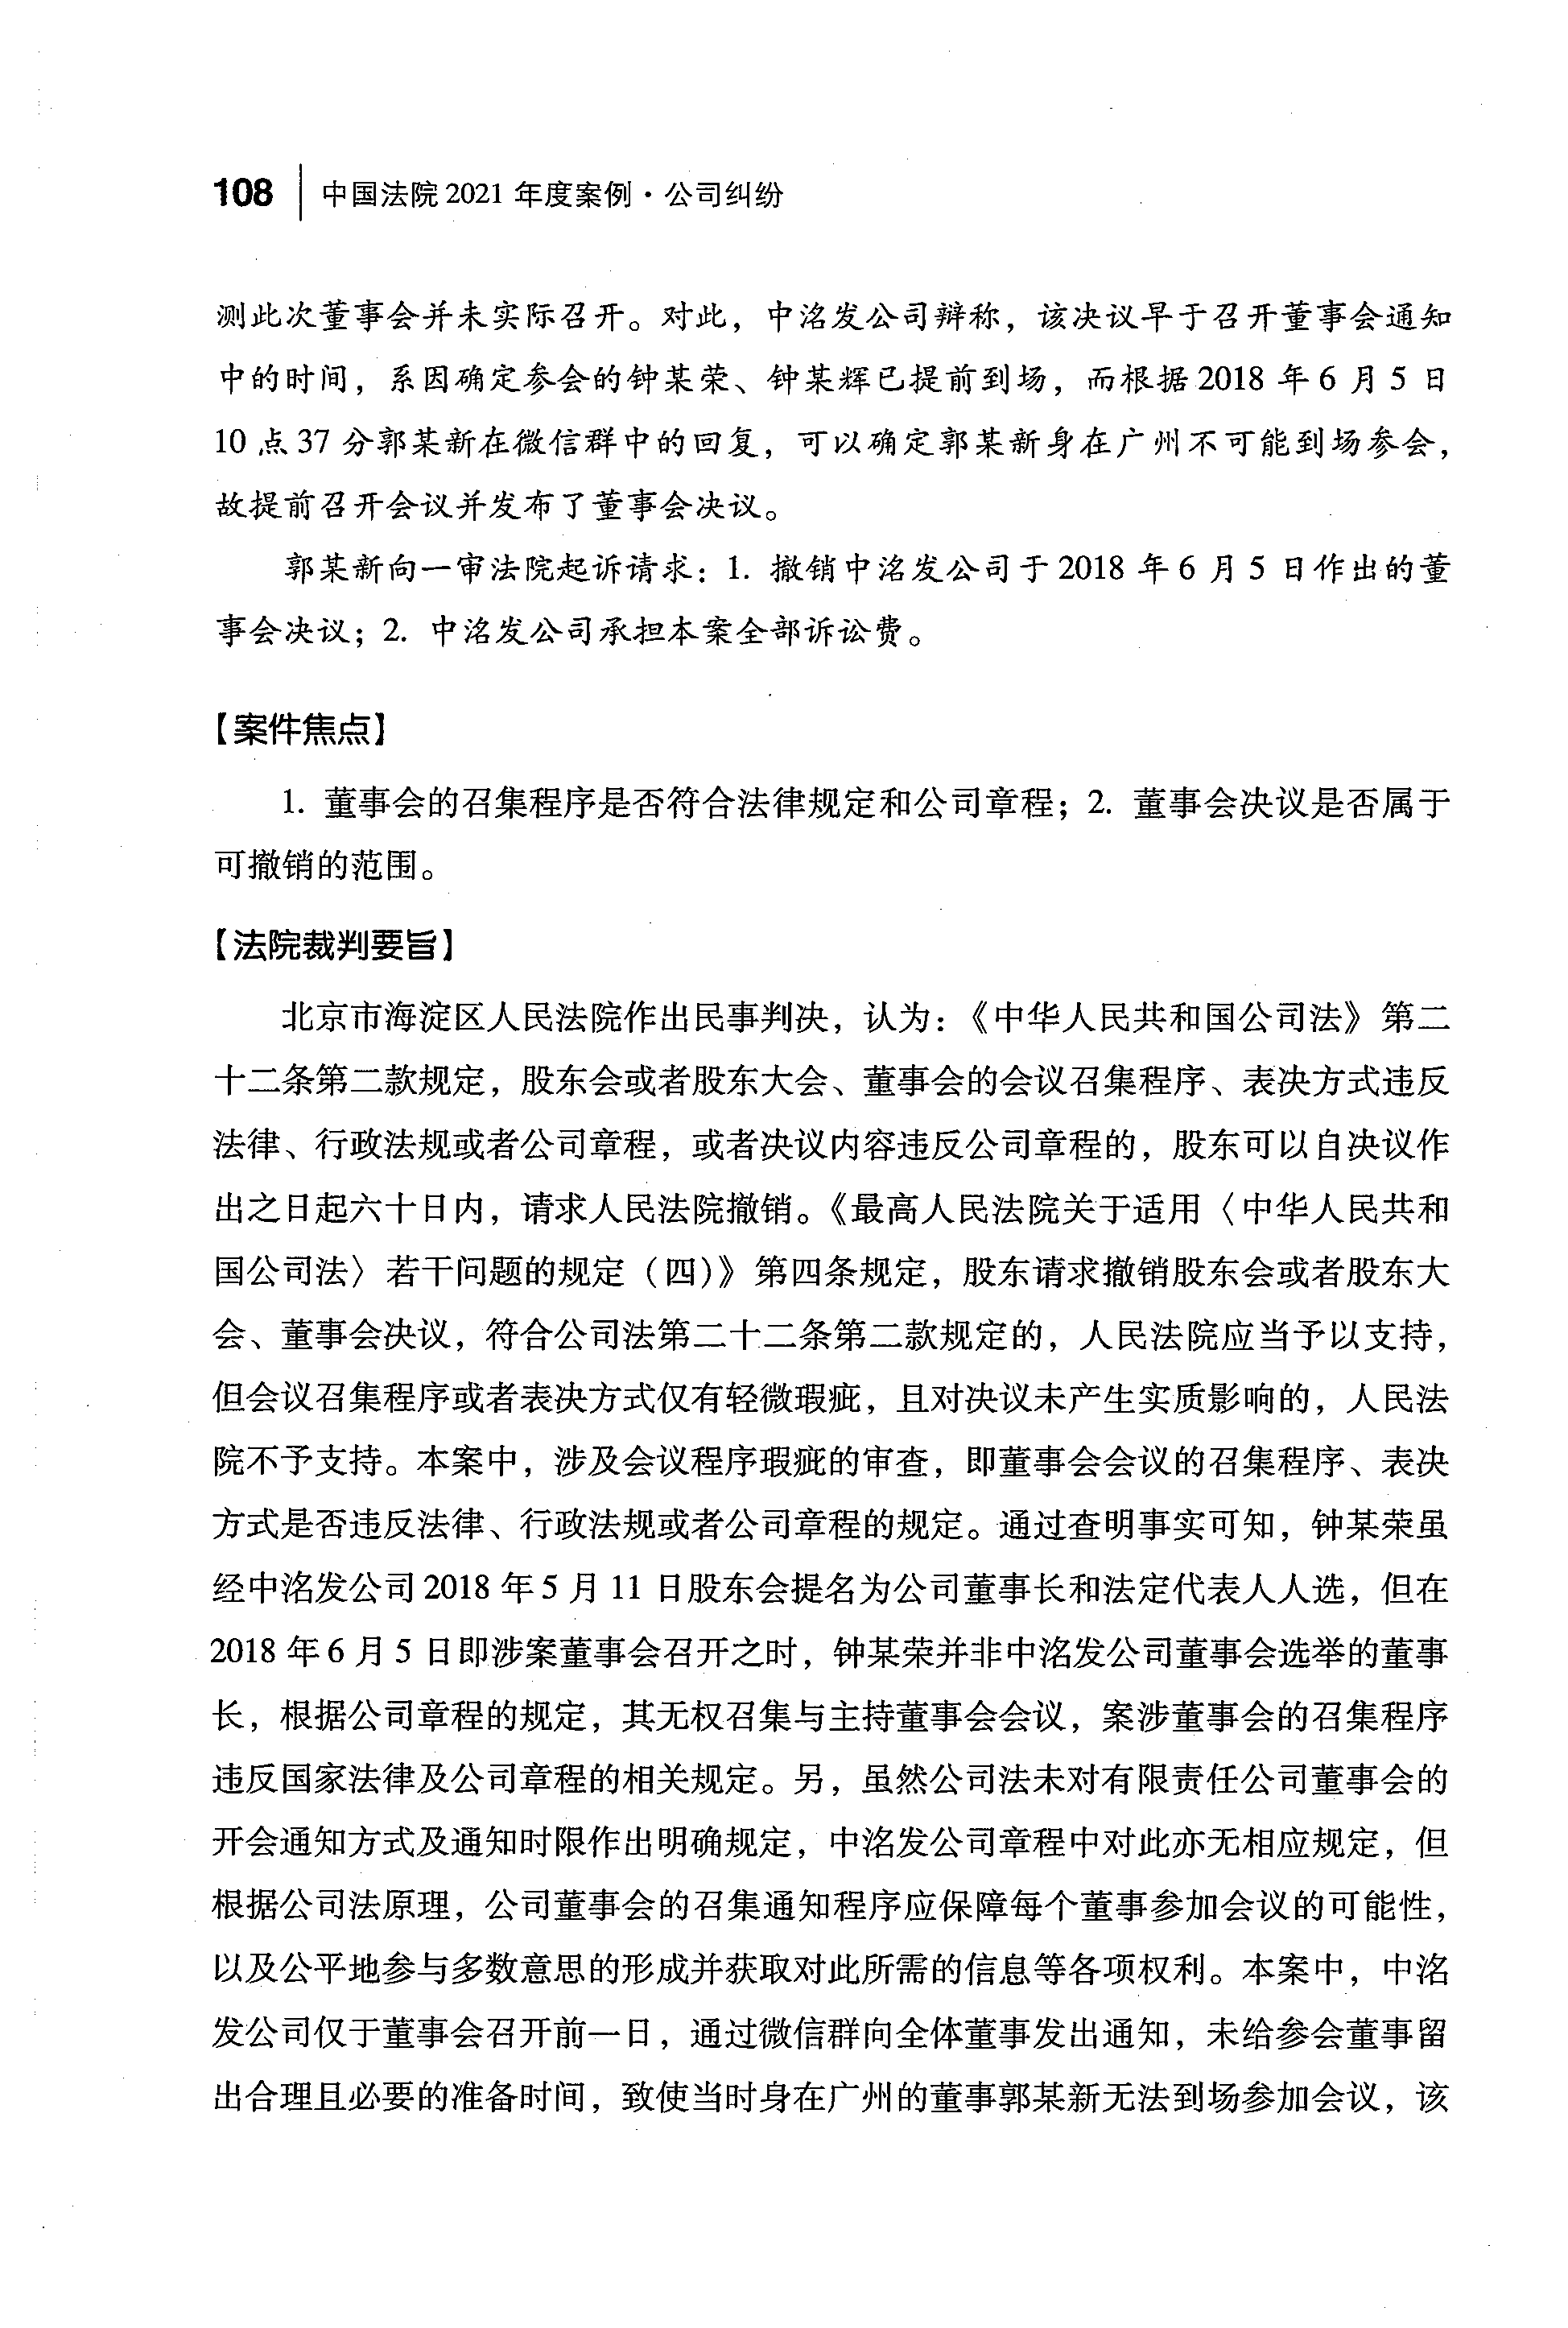 108 中国法院2021年度案例·公司纠纷
测此次董事会并未实际召开。对此，中洺发公司辩称，该决议早于召开董事会通知
中的时间，系因确定参会的钟某荣、钟某辉已提前到场，而根据2018年6月5日
10点37分郭某新在微信群中的回复，可以确定郭某新身在广州不可能到场参会，
故提前召开会议并发布了董事会决议。
郭某新向一审法院起诉请求：1. 撤销中洺发公司于2018年6月5日作出的董
事会决议；2. 中洺发公司承担本案全部诉讼费。
【案件焦点】
1. 董事会的召集程序是否符合法律规定和公司章程；2. 董事会决议是否属于
可撤销的范围。
【法院裁判要旨】
北京市海淀区人民法院作出民事判决，认为：《中华人民共和国公司法》第二
十二条第二款规定，股东会或者股东大会、董事会的会议召集程序、表决方式违反
法律、行政法规或者公司章程，或者决议内容违反公司章程的，股东可以自决议作
出之日起六十日内，请求人民法院撤销。《最高人民法院关于适用〈中华人民共和
国公司法〉若干问题的规定（四）》第四条规定，股东请求撤销股东会或者股东大
会、董事会决议，符合公司法第二十二条第二款规定的，人民法院应当予以支持，
但会议召集程序或者表决方式仅有轻微瑕疵，且对决议未产生实质影响的，人民法
院不予支持。本案中，涉及会议程序瑕疵的审查，即董事会会议的召集程序、表决
方式是否违反法律、行政法规或者公司章程的规定。通过查明事实可知，钟某荣虽
经中洺发公司2018年5月11日股东会提名为公司董事长和法定代表人人选，但在
2018年6月5日即涉案董事会召开之时，钟某荣并非中洺发公司董事会选举的董事
长，根据公司章程的规定，其无权召集与主持董事会会议，案涉董事会的召集程序
违反国家法律及公司章程的相关规定。另，虽然公司法未对有限责任公司董事会的
开会通知方式及通知时限作出明确规定，中洺发公司章程中对此亦无相应规定，但
根据公司法原理，公司董事会的召集通知程序应保障每个董事参加会议的可能性，
以及公平地参与多数意思的形成并获取对此所需的信息等各项权利。本案中，中洺
发公司仅于董事会召开前一日，通过微信群向全体董事发出通知，未给参会董事留
出合理且必要的准备时间，致使当时身在广州的董事郭某新无法到场参加会议，该